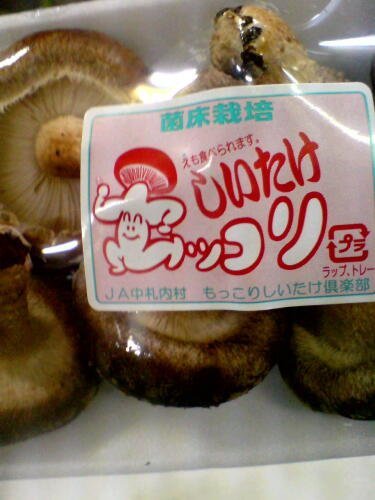 菌床栽培
えも食べられます。
しいたけ
モッコリ
プラ
ラップ、トレー
JA中札内村 もっこりしいたけ倶楽部